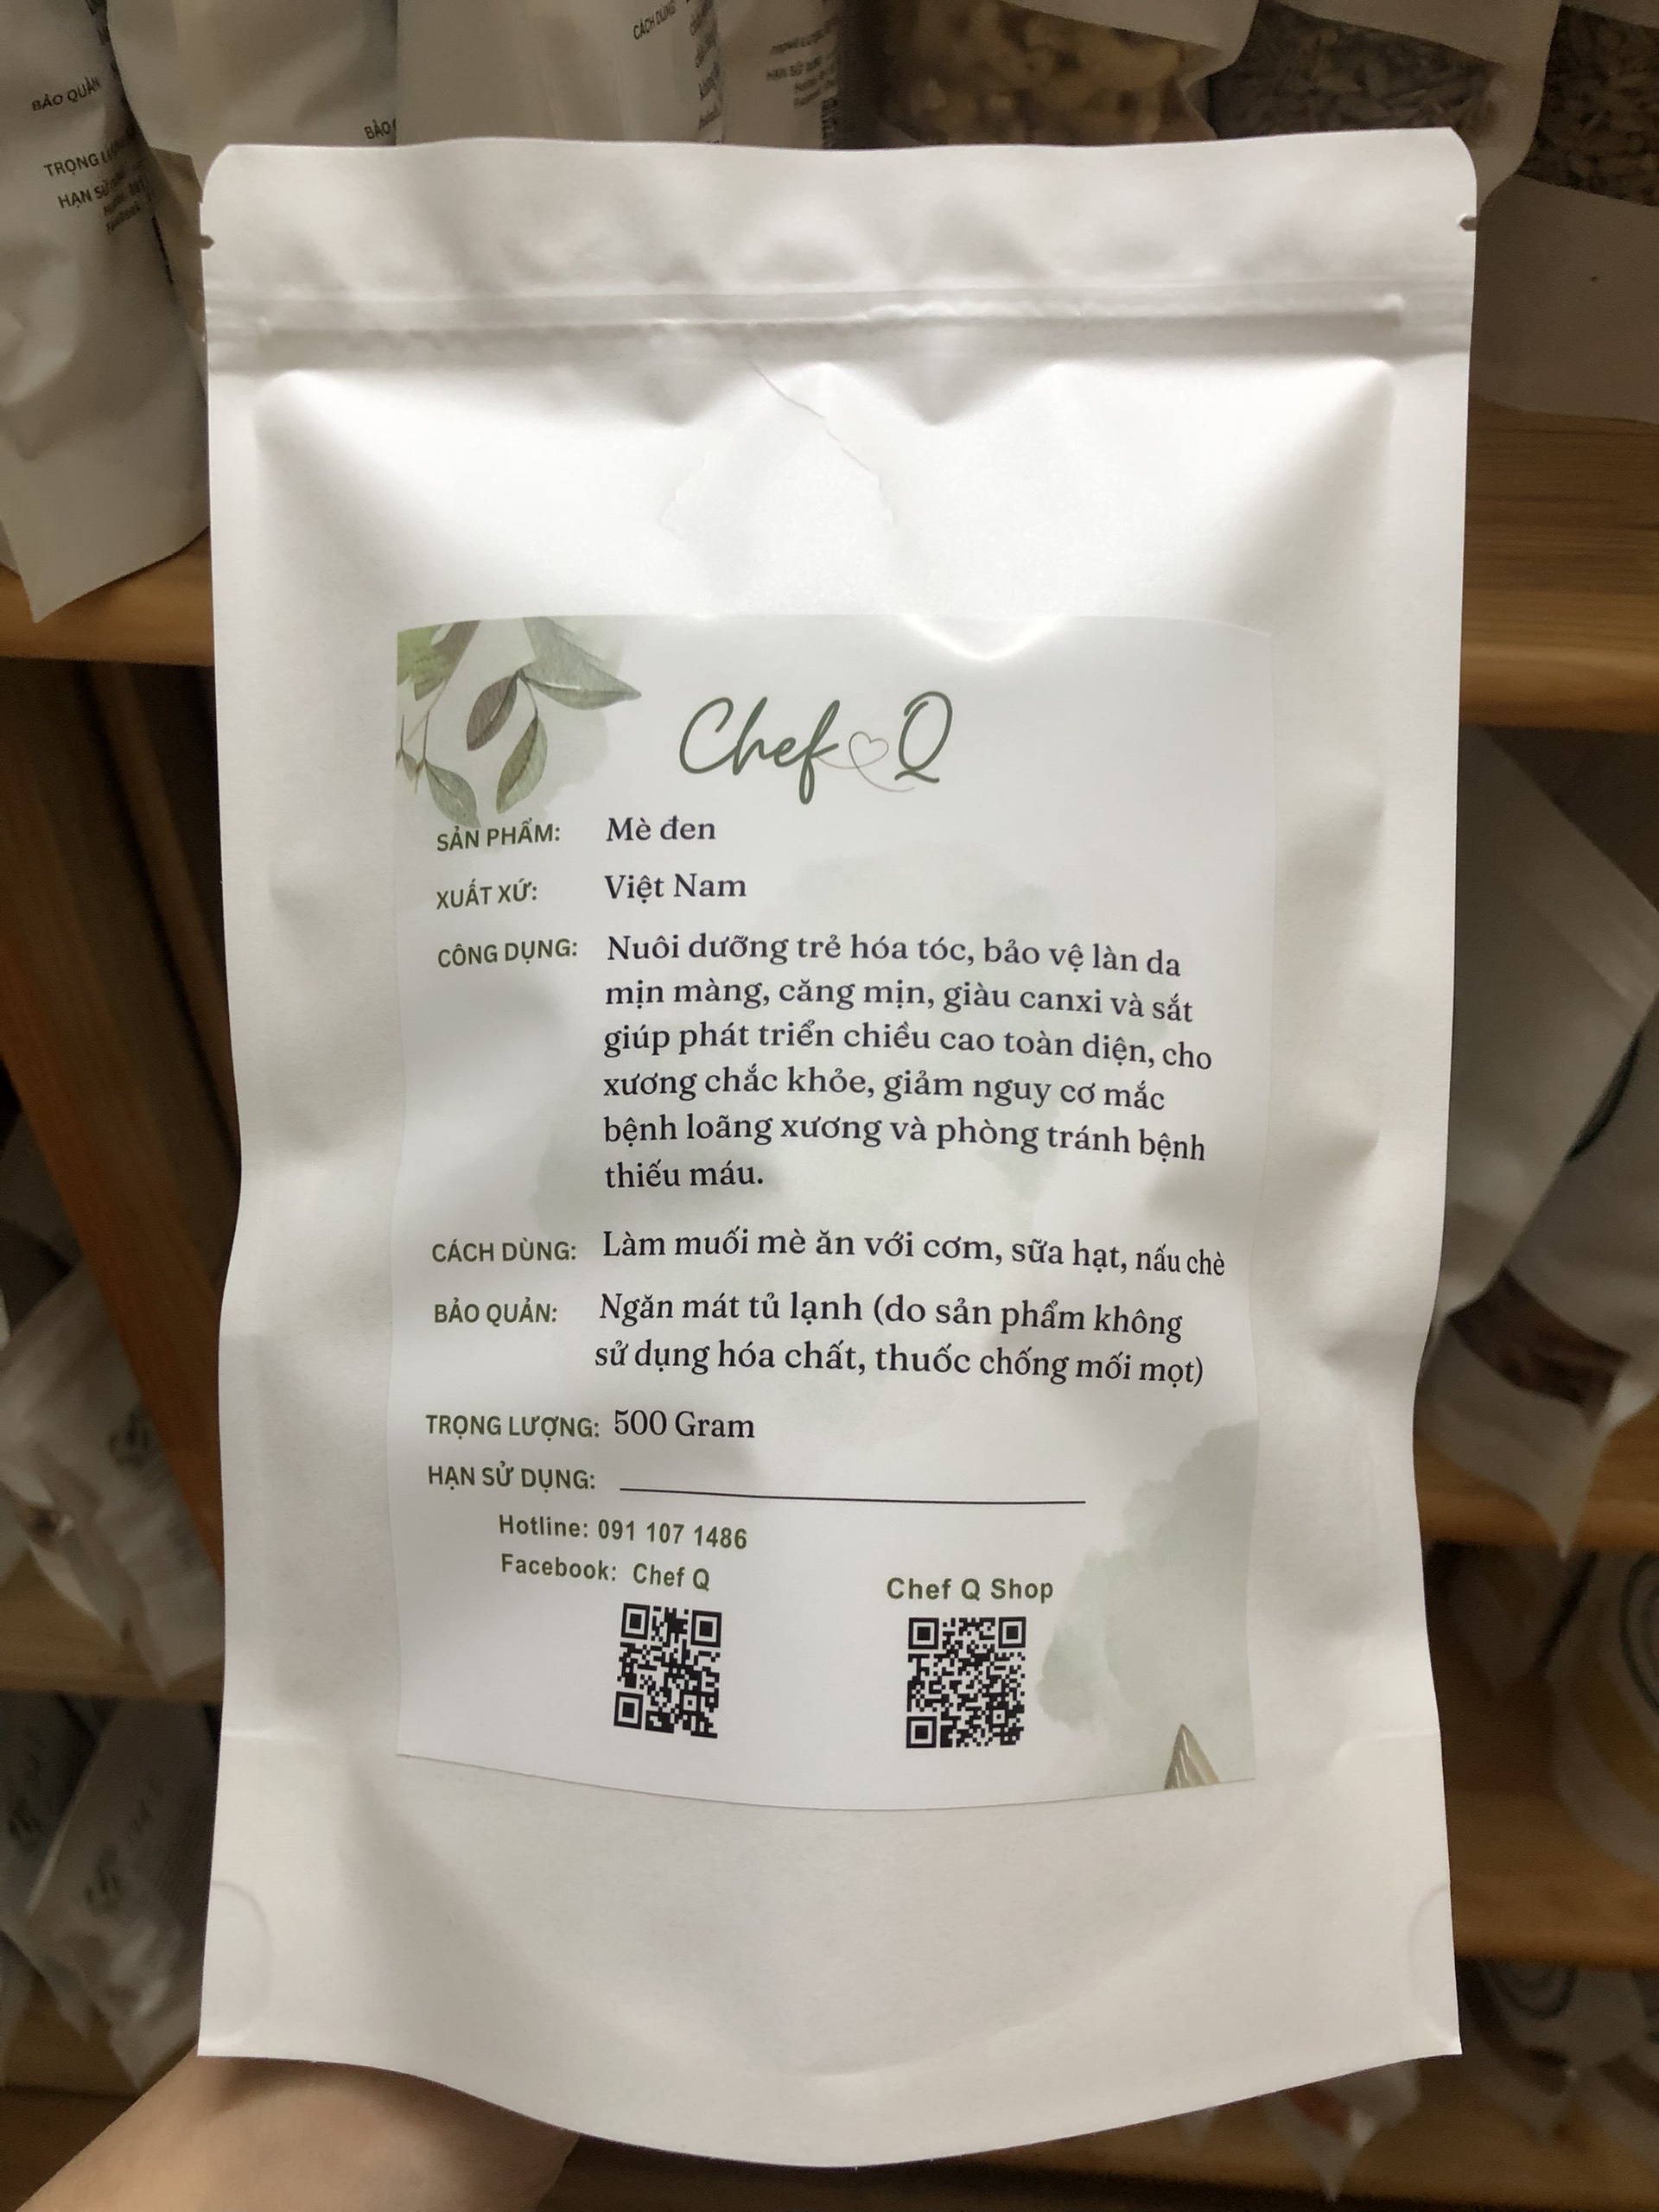 BẢO QUẢN
BẢO
CÁCH DÙNG
TRỌNG
HẠN SỬ
Chef Q
SẢN PHẨM: Mè đen
XUẤT XỨ: Việt Nam
CÔNG DỤNG: Nuôi dưỡng trẻ hóa tóc, bảo vệ làn da
mịn màng, căng mịn, giàu canxi và sắt
giúp phát triển chiều cao toàn diện, cho
xương chắc khỏe, giảm nguy cơ mắc
bệnh loãng xương và phòng tránh bệnh
thiếu máu.
CÁCH DÙNG: Làm muối mè ăn với cơm, sữa hạt, nấu chè
BẢO QUẢN: Ngăn mát tủ lạnh (do sản phẩm không
sử dụng hóa chất, thuốc chống mối mọt)
TRỌNG LƯỢNG: 500 Gram
HẠN SỬ DỤNG:
Hotline: 091 107 1486
Facebook: Chef Q
Chef Q Shop